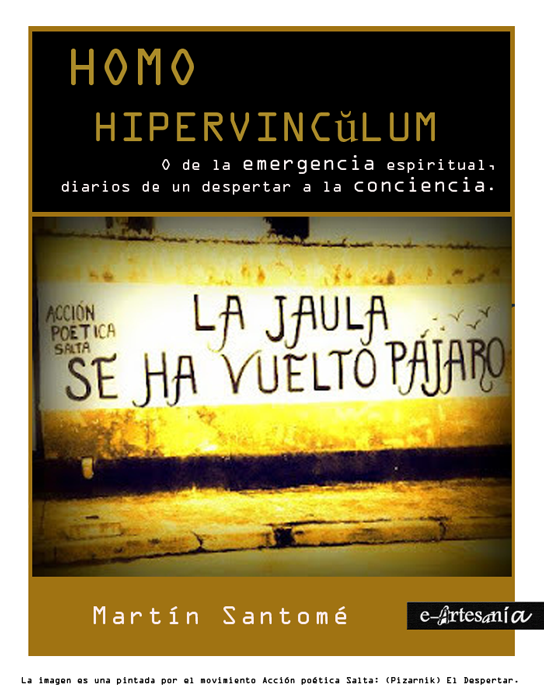 HOMO
HIPERVINCŭLUM
O de la emergencia espiritual,
diarios de un despertar a la conciencia.
ACCIÓN
POETICA
SALTA
LA JAULA
SE HA VUELTO PÁJARO
Martín Santomé
e-Artesanía
La imagen es una pintada por el movimiento Acción poética Salta: (Pizarnik) El Despertar.